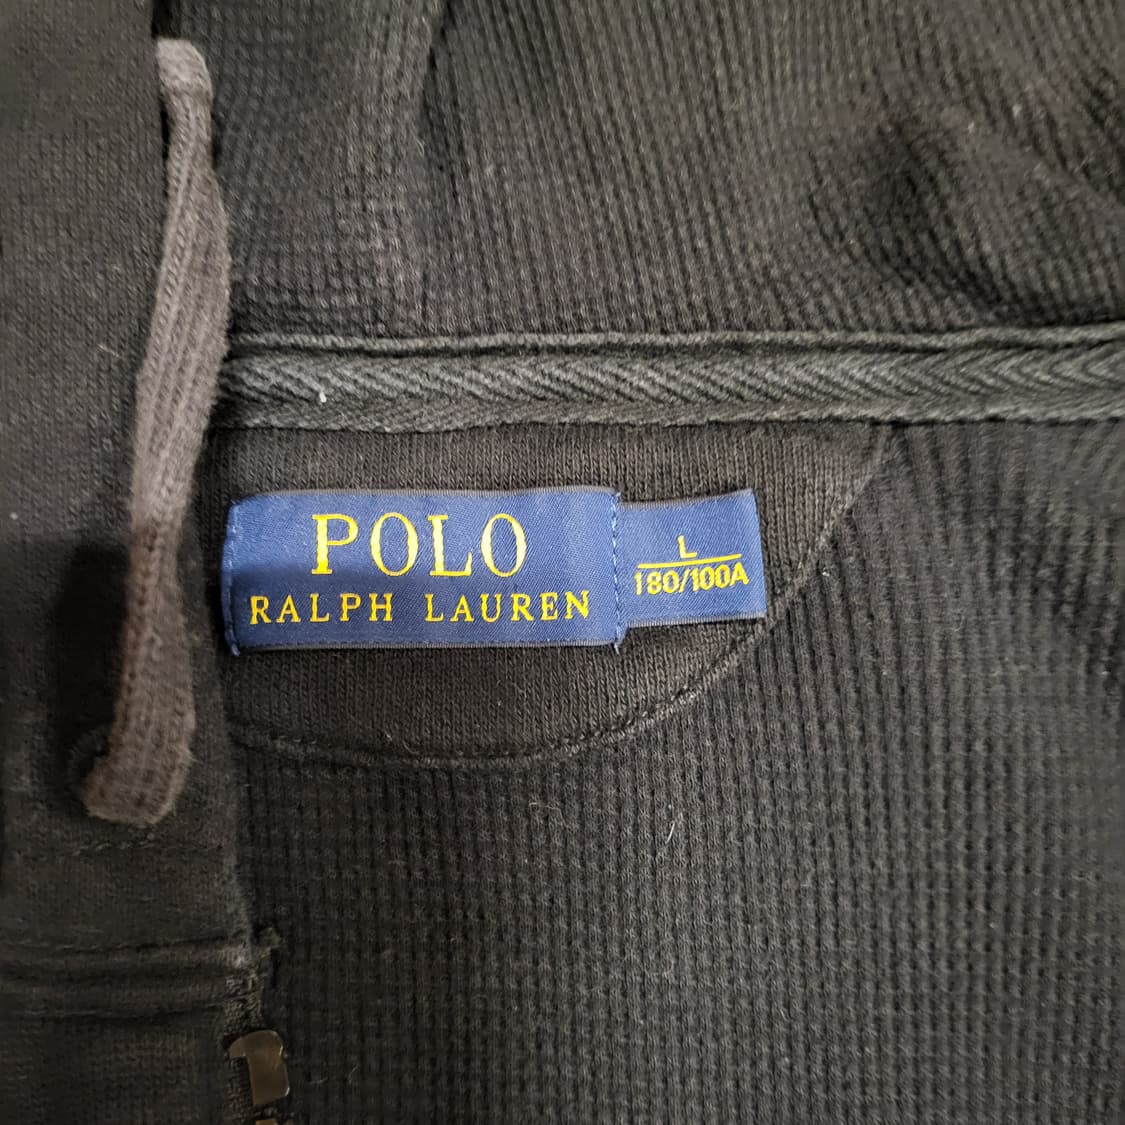 POLO
RALPH LAUREN
L
180/100A